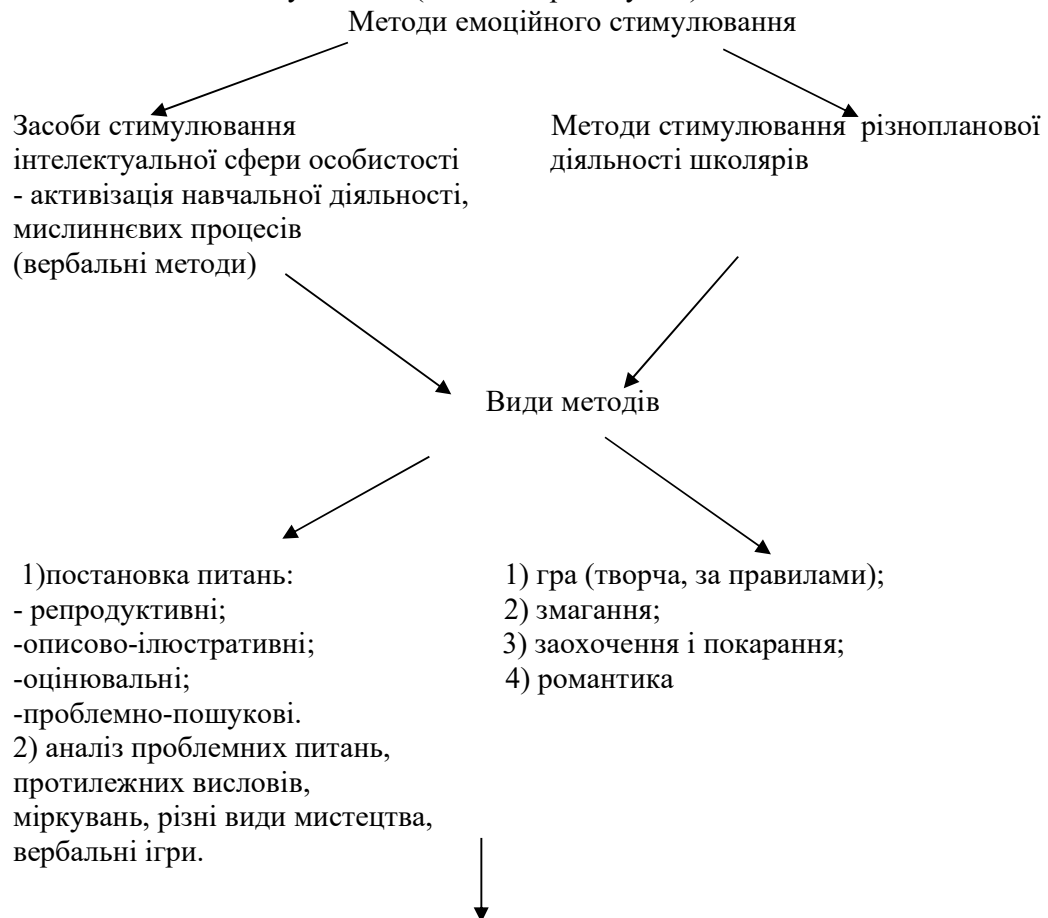 Методи емоційного стимулювання
Засоби стимулювання
інтелектуальної сфери особистості
- активізація навчальної діяльності,
мислиннєвих процесів
(вербальні методи)
Методи стимулювання різнопланової
діяльності школярів
Види методів
1)постановка питань:
- репродуктивні;
-описово-ілюстративні;
-оцінювальні;
-проблемно-пошукові.
2) аналіз проблемних питань,
протилежних висловів,
міркувань, різні види мистецтва,
вербальні ігри.
1) гра (творча, за правилами);
2) змагання;
3) заохочення і покарання;
4) романтика